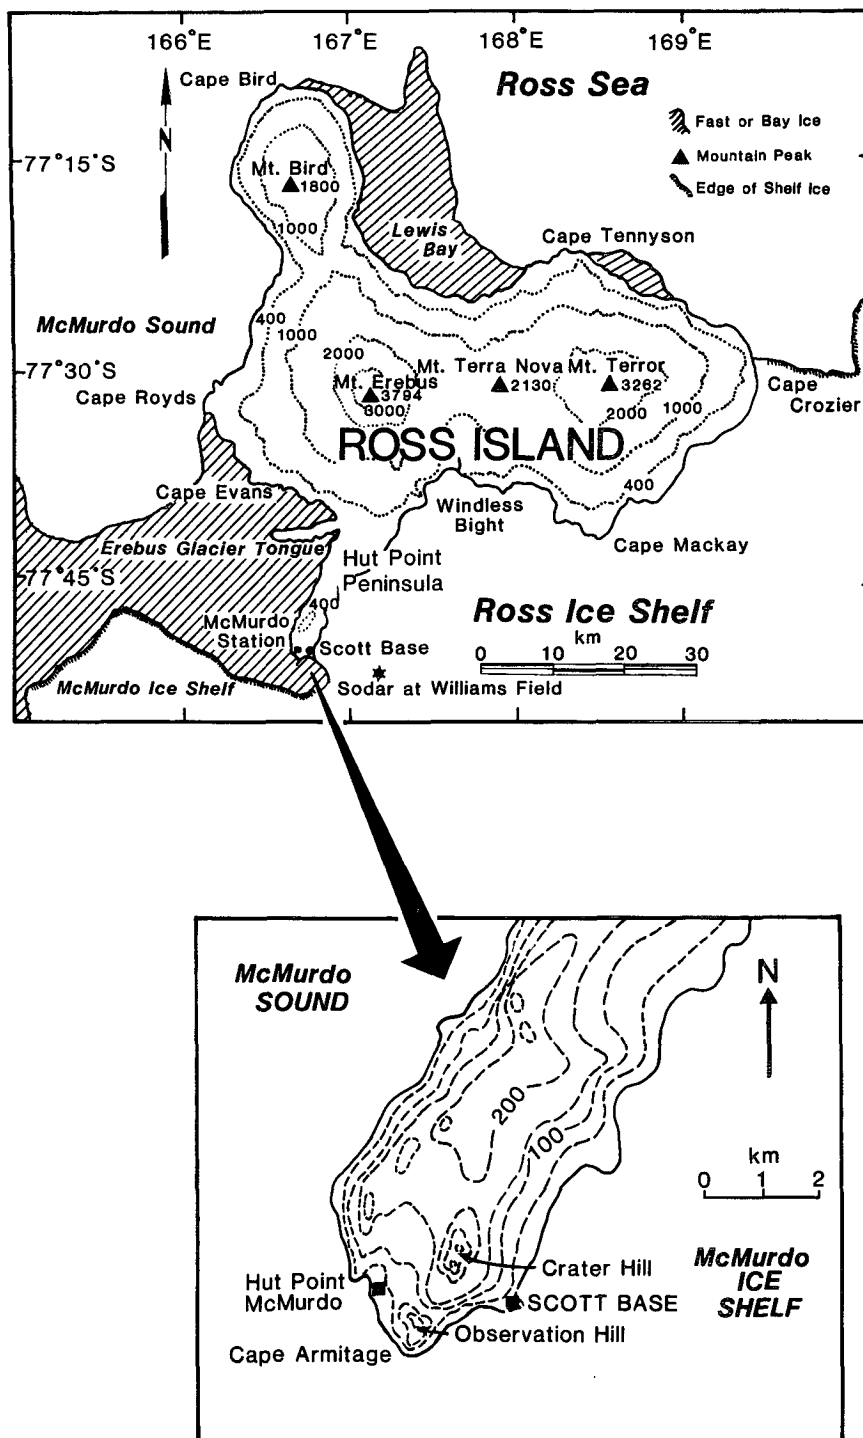 166°E 167°E 168°E 169°E
Cape Bird
Ross Sea
N
Fast or Bay Ice
77°15'S
Mountain Peak
Mt. Bird
1800
Edge of Shelf Ice
1000
Lewis
Bay
Cape Tennyson
McMurdo Sound
400
1000
2000
77°30'S
Mt. Erebus
3794
3000
Mt. Terra Nova
2130
Mt. Terror
3262
2000
1000
Cape Royds
Cape
Crozier
ROSS ISLAND
400
Cape Evans
Windless
Bight
Erebus Glacier Tongue
Cape Mackay
Hut Point
Peninsula
77°45'S
400
McMurdo
Station
Scott Base
Ross Ice Shelf
km
0 10 20 30
McMurdo Ice Shelf
Sodar at Williams Field
McMurdo
SOUND
N
200
100
km
0 1 2
Crater Hill
McMurdo
ICE
SHELF
Hut Point
McMurdo
SCOTT BASE
Observation Hill
Cape Armitage